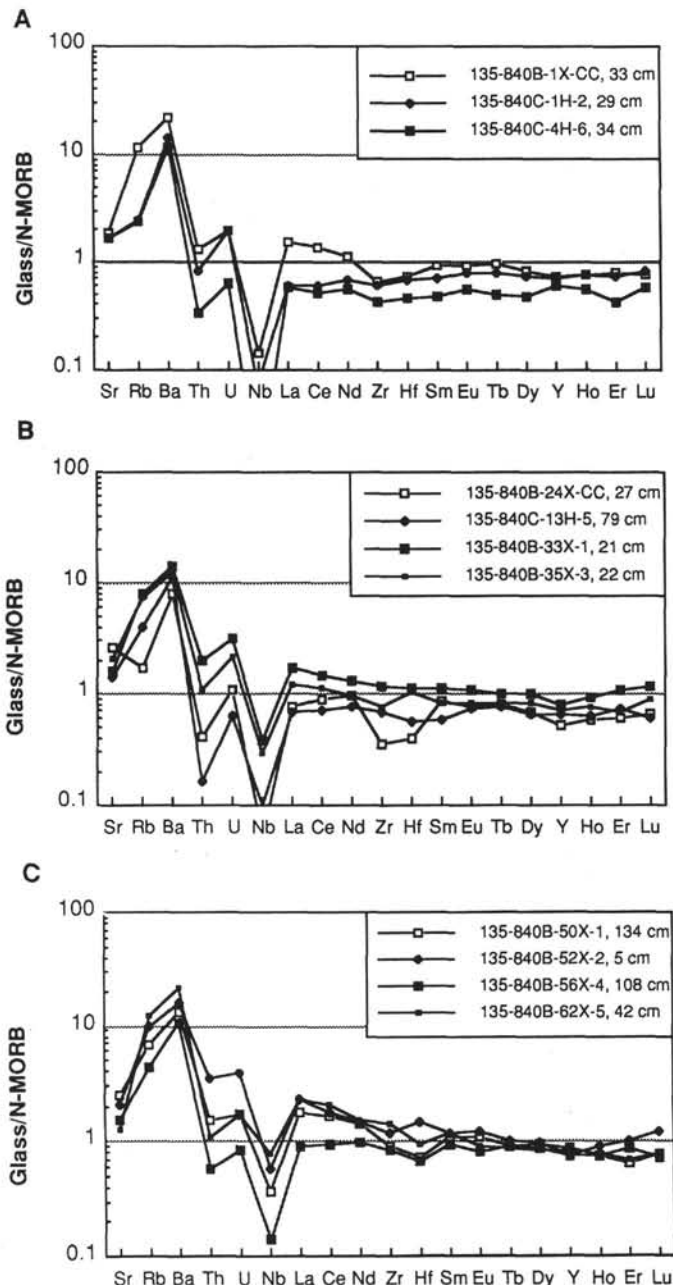 A
100
10
1
0.1
Glass/N-MORB
135-840B-1X-CC, 33 cm
135-840C-1H-2, 29 cm
135-840C-4H-6, 34 cm
Sr Rb Ba Th U Nb La Ce Nd Zr Hf Sm Eu Tb Dy Y Ho Er Lu
B
100
10
1
0.1
Glass/N-MORB
135-840B-24X-CC, 27 cm
135-840C-13H-5, 79 cm
135-840B-33X-1, 21 cm
135-840B-35X-3, 22 cm
Sr Rb Ba Th U Nb La Ce Nd Zr Hf Sm Eu Tb Dy Y Ho Er Lu
C
100
10
1
0.1
Glass/N-MORB
135-840B-50X-1, 134 cm
135-840B-52X-2, 5 cm
135-840B-56X-4, 108 cm
135-840B-62X-5, 42 cm
Sr Rb Ba Th U Nb La Ce Nd Zr Hf Sm Eu Tb Dy Y Ho Er Lu